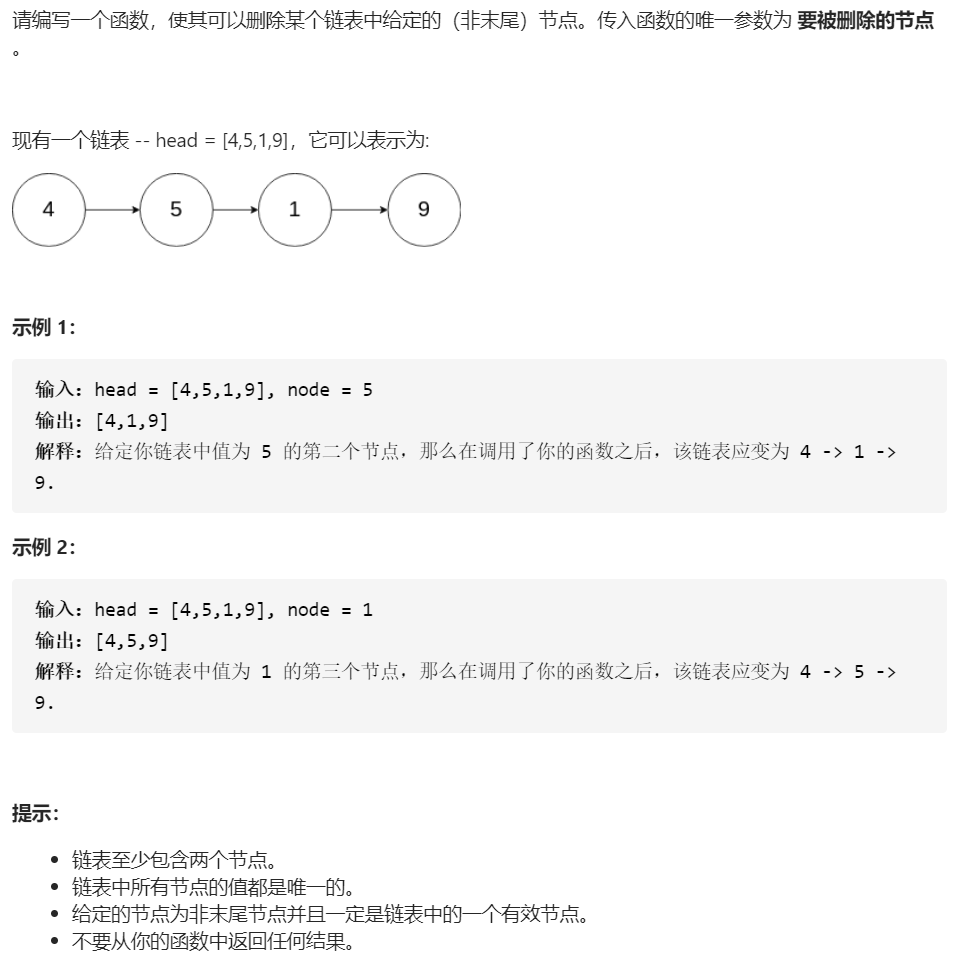 请编写一个函数，使其可以删除某个链表中给定的（非末尾）节点。传入函数的唯一参数为 要被删除的节点
。
现有一个链表 -- head = [4,5,1,9]，它可以表示为:
4 5 1 9
示例 1：
输入：head = [4,5,1,9], node = 5
输出：[4,1,9]
解释：给定你链表中值为 5 的第二个节点，那么在调用了你的函数之后，该链表应变为 4 -> 1 ->
9.
示例 2：
输入：head = [4,5,1,9], node = 1
输出：[4,5,9]
解释：给定你链表中值为 1 的第三个节点，那么在调用了你的函数之后，该链表应变为 4 -> 5 ->
9.
提示：
• 链表至少包含两个节点。
• 链表中所有节点的值都是唯一的。
• 给定的节点为非末尾节点并且一定是链表中的一个有效节点。
• 不要从你的函数中返回任何结果。